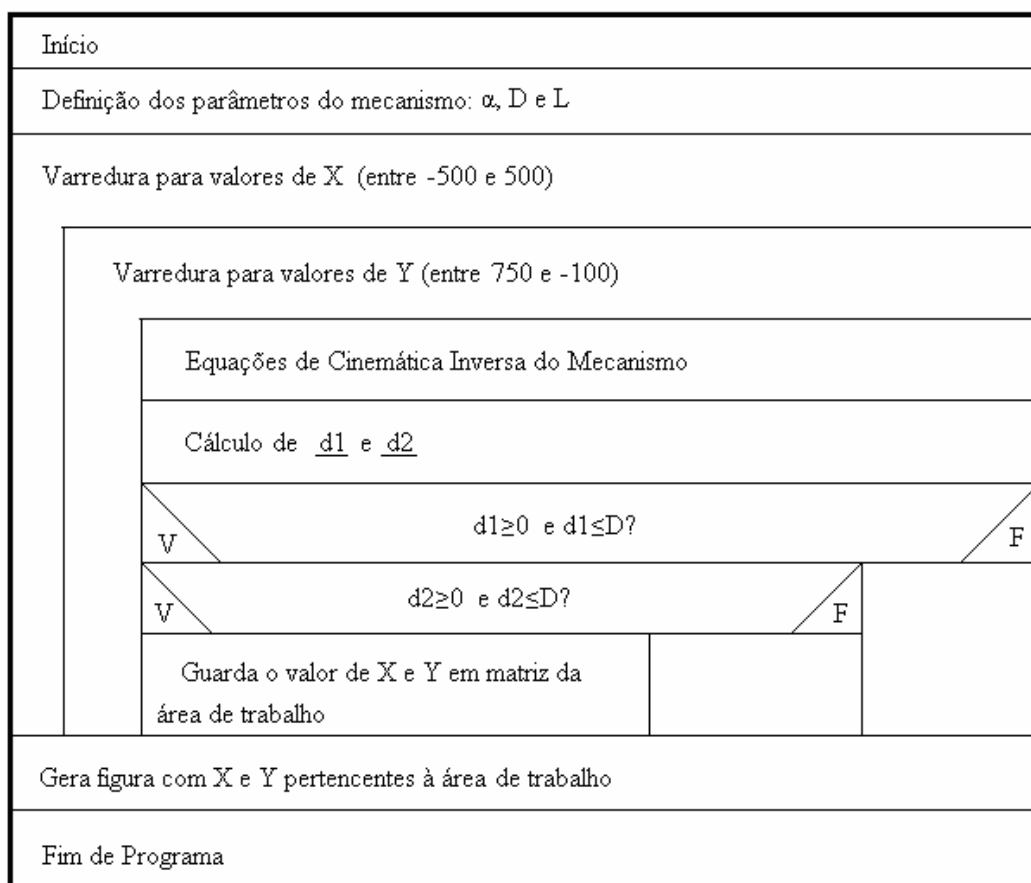 Início
Definição dos parâmetros do mecanismo: α, D e L
Varredura para valores de X (entre -500 e 500)
Varredura para valores de Y (entre 750 e -100)
Equações de Cinemática Inversa do Mecanismo
Cálculo de d1 e d2
d1≥0 e d1≤D?
V
F
d2≥0 e d2≤D?
V
F
Guarda o valor de X e Y em matriz da
área de trabalho
Gera figura com X e Y pertencentes à área de trabalho
Fim de Programa